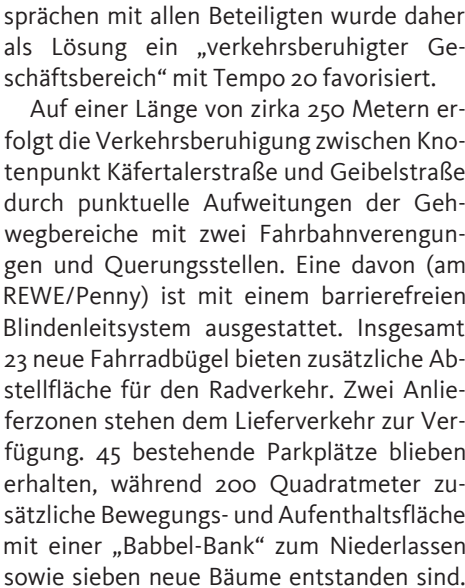 sprächen mit allen Beteiligten wurde daher
als Lösung ein „verkehrsberuhigter Ge-
schäftsbereich“ mit Tempo 20 favorisiert.
Auf einer Länge von zirka 250 Metern er-
folgt die Verkehrsberuhigung zwischen Kno-
tenpunkt Käfertalerstraße und Geibelstraße
durch punktuelle Aufweitungen der Geh-
wegbereiche mit zwei Fahrbahnverengun-
gen und Querungsstellen. Eine davon (am
REWE/Penny) ist mit einem barrierefreien
Blindenleitsystem ausgestattet. Insgesamt
23 neue Fahrradbügel bieten zusätzliche Ab-
stellfläche für den Radverkehr. Zwei Anlie-
ferzonen stehen dem Lieferverkehr zur Ver-
fügung. 45 bestehende Parkplätze blieben
erhalten, während 200 Quadratmeter zu-
sätzliche Bewegungs- und Aufenthaltsfläche
mit einer „Babbel-Bank“ zum Niederlassen
sowie sieben neue Bäume entstanden sind.